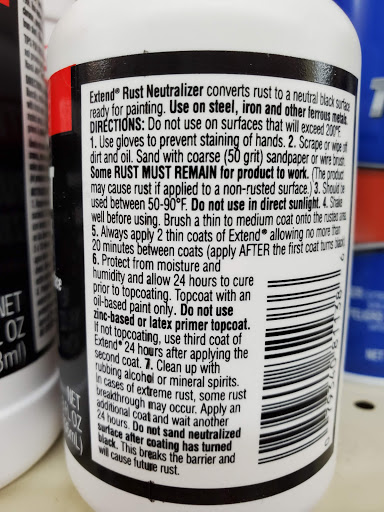 Extend® Rust Neutralizer converts rust to a neutral black surface
ready for painting. Use on steel, iron and other ferrous metals.
DIRECTIONS: Do not use on surfaces that will exceed 200°F.
1. Use gloves to prevent staining of hands. 2. Scrape or wipe off
dirt and oil. Sand with coarse (50 grit) sandpaper or wire brush.
Some RUST MUST REMAIN for product to work. (The product
may cause rust if applied to a non-rusted surface.) 3. Should be
used between 50-90°F. Do not use in direct sunlight. 4. Shake
well before using. Brush a thin to medium coat onto the rusted area.
5. Always apply 2 thin coats of Extend® allowing no more than
20 minutes between coats (apply AFTER the first coat turns black)
6. Protect from moisture and
humidity and allow 24 hours to cure
prior to topcoating. Topcoat with an
oil-based paint only. Do not use
zinc-based or latex primer topcoat.
If not topcoating, use third coat of
Extend® 24 hours after applying the
second coat. 7. Clean up with
rubbing alcohol or mineral spirits.
In cases of extreme rust, some rust
breakthrough may occur. Apply an
additional coat and wait another
24 hours. Do not sand neutralized
surface after coating has turned
black. This breaks the barrier and
will cause future rust.
NET
OZ